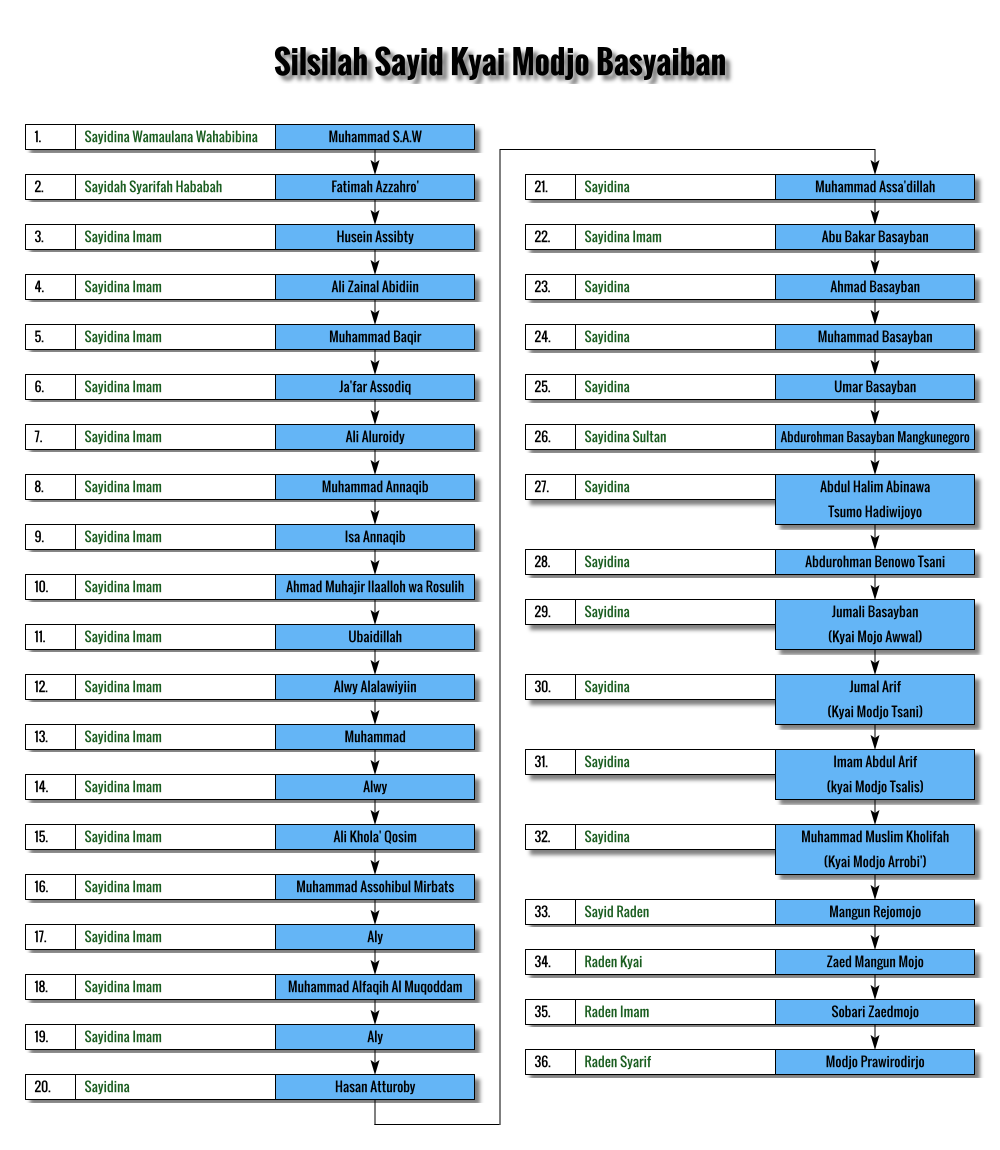 Silsilah Sayid Kyai Modjo Basyaiban
1. Sayidina Wamaulana Wahabibina Muhammad S.A.W
2. Sayidah Syarifah Hababah Fatimah Azzahro'
3. Sayidina Imam Husein Assibty
4. Sayidina Imam Ali Zainal Abidiin
5. Sayidina Imam Muhammad Baqir
6. Sayidina Imam Ja'far Assodiq
7. Sayidina Imam Ali Aluroidy
8. Sayidina Imam Muhammad Annaqib
9. Sayidina Imam Isa Annaqib
10. Sayidina Imam Ahmad Muhajir Ilaalloh wa Rosulih
11. Sayidina Imam Ubaidillah
12. Sayidina Imam Alwy Alalawiyiin
13. Sayidina Imam Muhammad
14. Sayidina Imam Alwy
15. Sayidina Imam Ali Khola' Qosim
16. Sayidina Imam Muhammad Assohibul Mirbats
17. Sayidina Imam Aly
18. Sayidina Imam Muhammad Alfaqih Al Muqoddam
19. Sayidina Imam Aly
20. Sayidina Hasan Atturoby
21. Sayidina Muhammad Assa'dillah
22. Sayidina Imam Abu Bakar Basayban
23. Sayidina Ahmad Basayban
24. Sayidina Muhammad Basayban
25. Sayidina Umar Basayban
26. Sayidina Sultan Abdurohman Basayban Mangkunegoro
27. Sayidina Abdul Halim Abinawa
Tsumo Hadiwijoyo
28. Sayidina Abdurohman Benowo Tsani
29. Sayidina Jumali Basayban
(Kyai Mojo Awwal)
30. Sayidina Jumal Arif
(Kyai Modjo Tsani)
31. Sayidina Imam Abdul Arif
(kyai Modjo Tsalis)
32. Sayidina Muhammad Muslim Kholifah
(Kyai Modjo Arrobi')
33. Sayid Raden Mangun Rejomojo
34. Raden Kyai Zaed Mangun Mojo
35. Raden Imam Sobari Zaedmojo
36. Raden Syarif Modjo Prawirodirjo